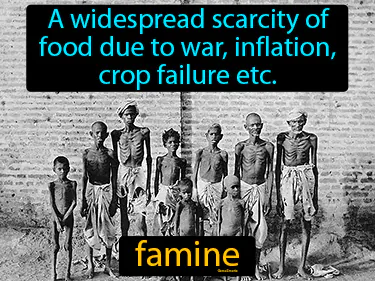 A widespread scarcity of
food due to war, inflation,
crop failure etc.
famine